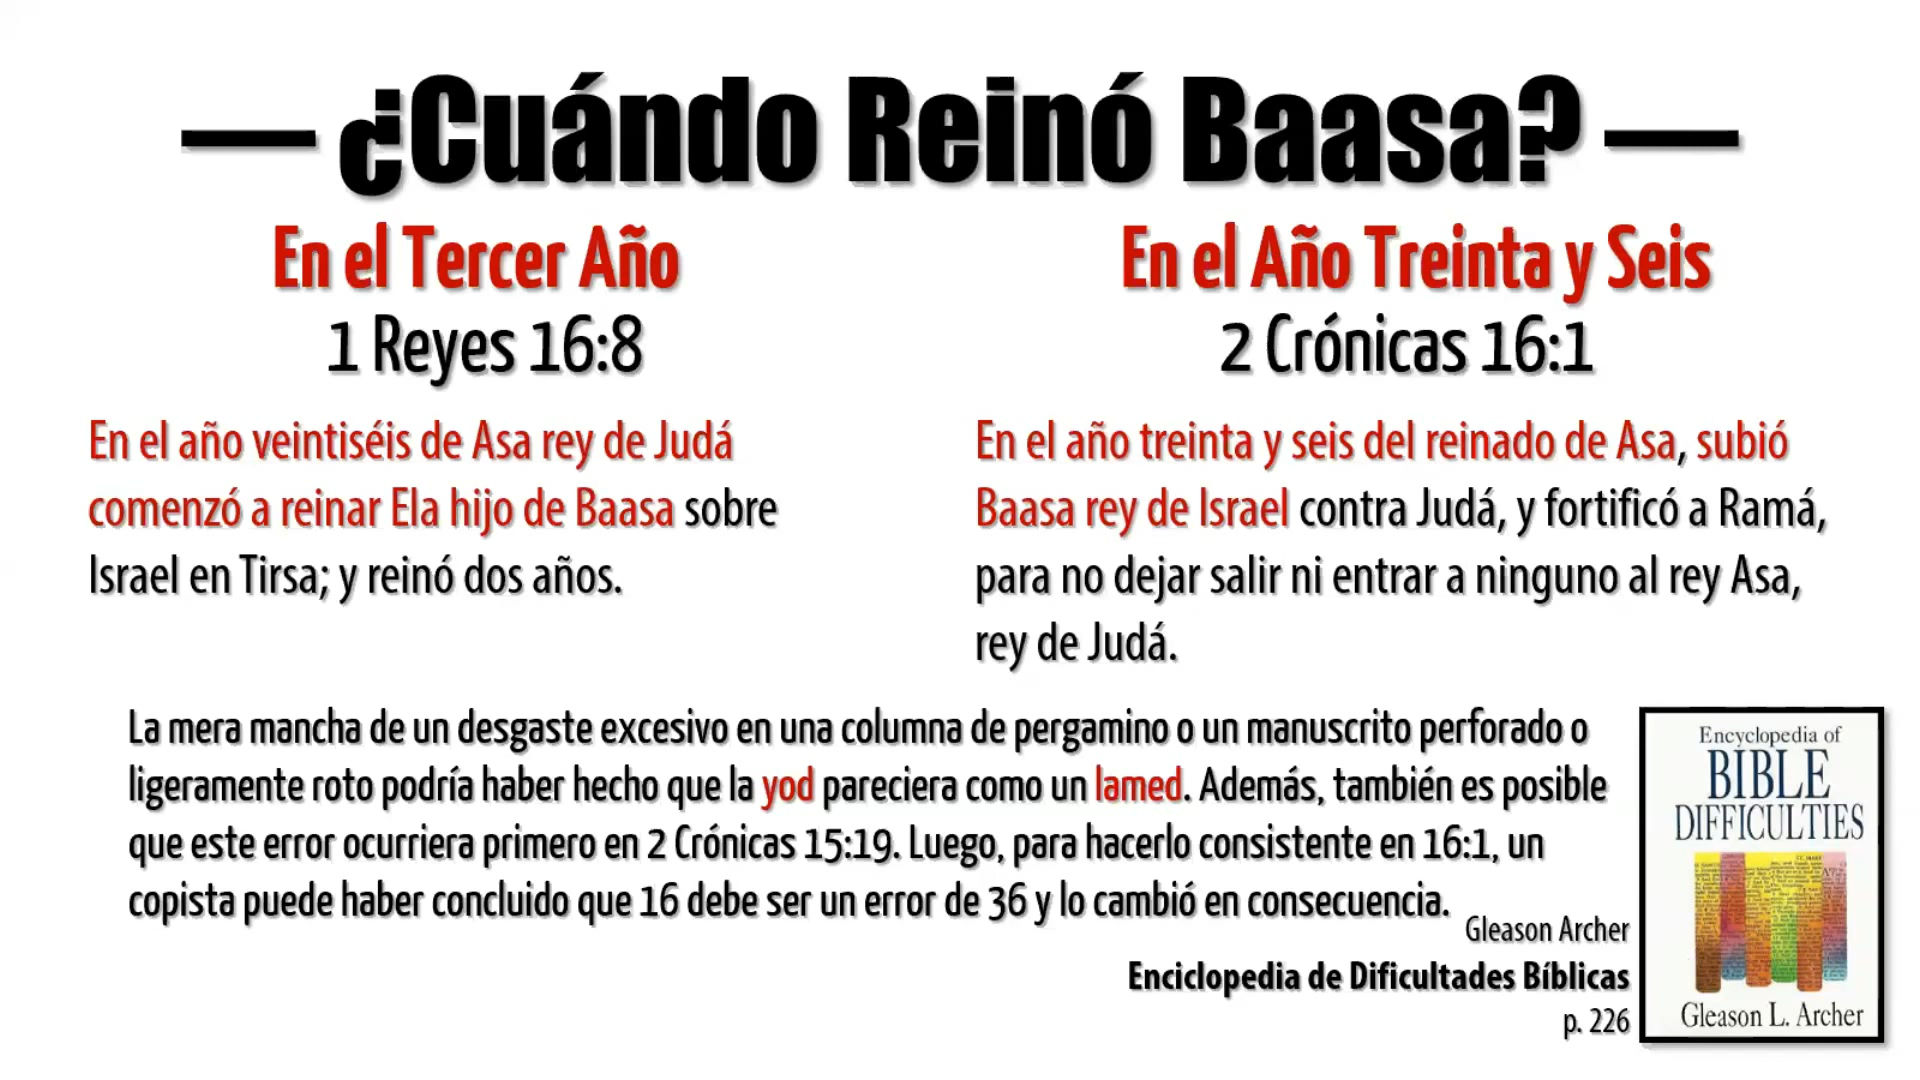 — ¿Cuándo Reinó Baasa? —
En el Tercer Año
1 Reyes 16:8
En el año veintiséis de Asa rey de Judá
comenzó a reinar Ela hijo de Baasa sobre
Israel en Tirsa; y reinó dos años.
En el Año Treinta y Seis
2 Crónicas 16:1
En el año treinta y seis del reinado de Asa, subió
Baasa rey de Israel contra Judá, y fortificó a Ramá,
para no dejar salir ni entrar a ninguno al rey Asa,
rey de Judá.
La mera mancha de un desgaste excesivo en una columna de pergamino o un manuscrito perforado o
ligeramente roto podría haber hecho que la yod pareciera como un lamed. Además, también es posible
que este error ocurriera primero en 2 Crónicas 15:19. Luego, para hacerlo consistente en 16:1, un
copista puede haber concluido que 16 debe ser un error de 36 y lo cambió en consecuencia.
Gleason Archer
Enciclopedia de Dificultades Bíblicas
p. 226
Encyclopedia of
BIBLE
DIFFICULTIES
Gleason L. Archer